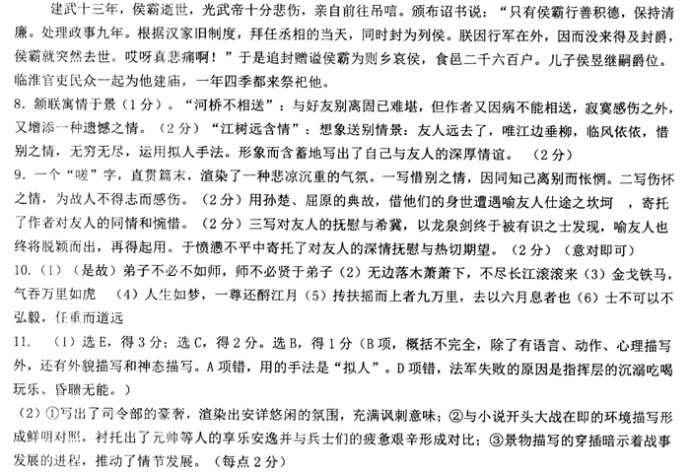 建武十三年，侯霸逝世，光武帝十分悲伤，亲自前往吊唁。颁布诏书说：“只有侯霸行善积德，保持清
廉。处理政事九年。根据汉家旧制度，拜任丞相的当天，同时封为列侯。朕因行军在外，因而没来得及封爵，
侯霸就突然去世。哎呀真悲痛啊！”于是追封赠谥侯霸为则乡哀侯，食邑二千六百户。儿子侯昱继嗣爵位。
临淮官吏民众一起为他建庙，一年四季都来祭祀他。
8．颔联寓情于景（1 分）。“河桥不相送”：与好友别离固已难堪，但作者又因病不能相送，寂寞感伤之外，
又增添一种遗憾之情。（2 分）“江树远含情”：想象送别情景：友人远去了，唯江边垂柳，临风依依，惜
别之情，无穷无尽，运用拟人手法。形象而含蓄地写出了自己与友人的深厚情谊。（2 分）
9．一个“嗟”字，直贯篇末，渲染了一种悲凉沉重的气氛。一写惜别之情，因同知己离别而怅惘。二写伤怀
之情，为故人不得志而感伤。（2 分）用孙楚、屈原的典故，借他们的身世遭遇喻友人仕途之坎坷 ，寄托
了作者对友人的同情和惋惜。（2 分）三写对友人的抚慰与希冀，以龙泉剑终于被有识之士发现，喻友人也
终将脱颖而出，再得起用。于愤懑不平中寄托了对友人的深情抚慰与热切期望。（2 分）（意对即可）
10．（1）（是故）弟子不必不如师，师不必贤于弟子（2）无边落木萧萧下，不尽长江滚滚来（3）金戈铁马，
气吞万里如虎 （4）人生如梦，一尊还酹江月（5）抟扶摇而上者九万里，去以六月息者也（6）士不可以不
弘毅，任重而道远
11． （1）选 E，得 3 分；选 C，得 2 分。选 B，得 1 分（B 项，概括不完全，除了有语言、动作、心理描写
外，还有外貌描写和神态描写。A 项错，用的手法是“拟人”。D 项错，法军失败的原因是指挥层的沉溺吃喝
玩乐、昏聩无能。）
（2）①写出了司令部的豪奢，渲染出安详悠闲的氛围，充满讽刺意味；②与小说开头大战在即的环境描写形
成鲜明对照，衬托出了元帅等人的享乐安逸并与兵士们的疲惫艰辛形成对比；③景物描写的穿插暗示着战事
发展的进程，推动了情节发展。（每点 2 分）